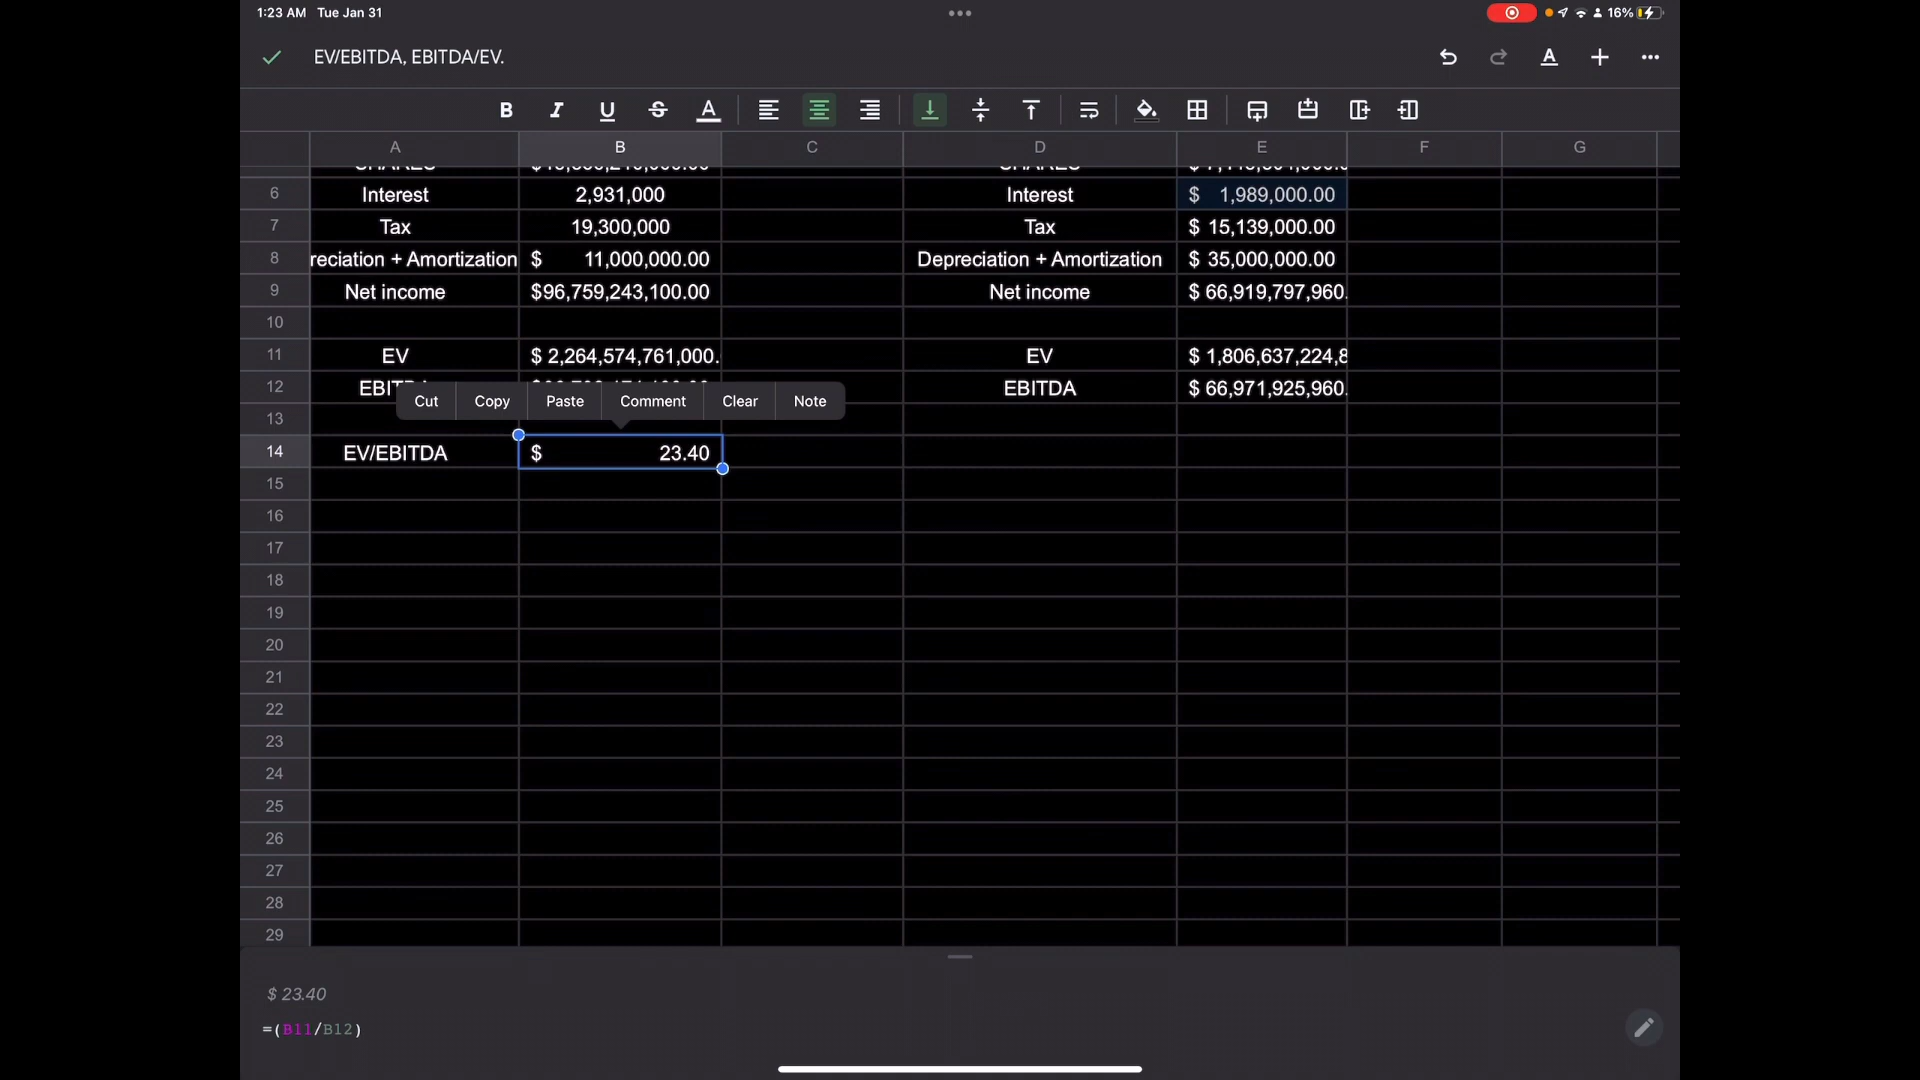 1:23 AM Tue Jan 31
16%
EV/EBITDA, EBITDA/EV.
B I U S A
A B C D E F G
6 Interest 2,931,000 Interest $ 1,989,000.00
7 Tax 19,300,000 Tax $ 15,139,000.00
8 reciation + Amortization $ 11,000,000.00 Depreciation + Amortization $ 35,000,000.00
9 Net income $96,759,243,100.00 Net income $ 66,919,797,960.
10
11 EV $ 2,264,574,761,000. EV $ 1,806,637,224,8
12 EBITDA EBITDA $ 66,971,925,960.
Cut Copy Paste Comment Clear Note
13
14 EV/EBITDA $ 23.40
15
16
17
18
19
20
21
22
23
24
25
26
27
28
29
$ 23.40
=(B11/B12)